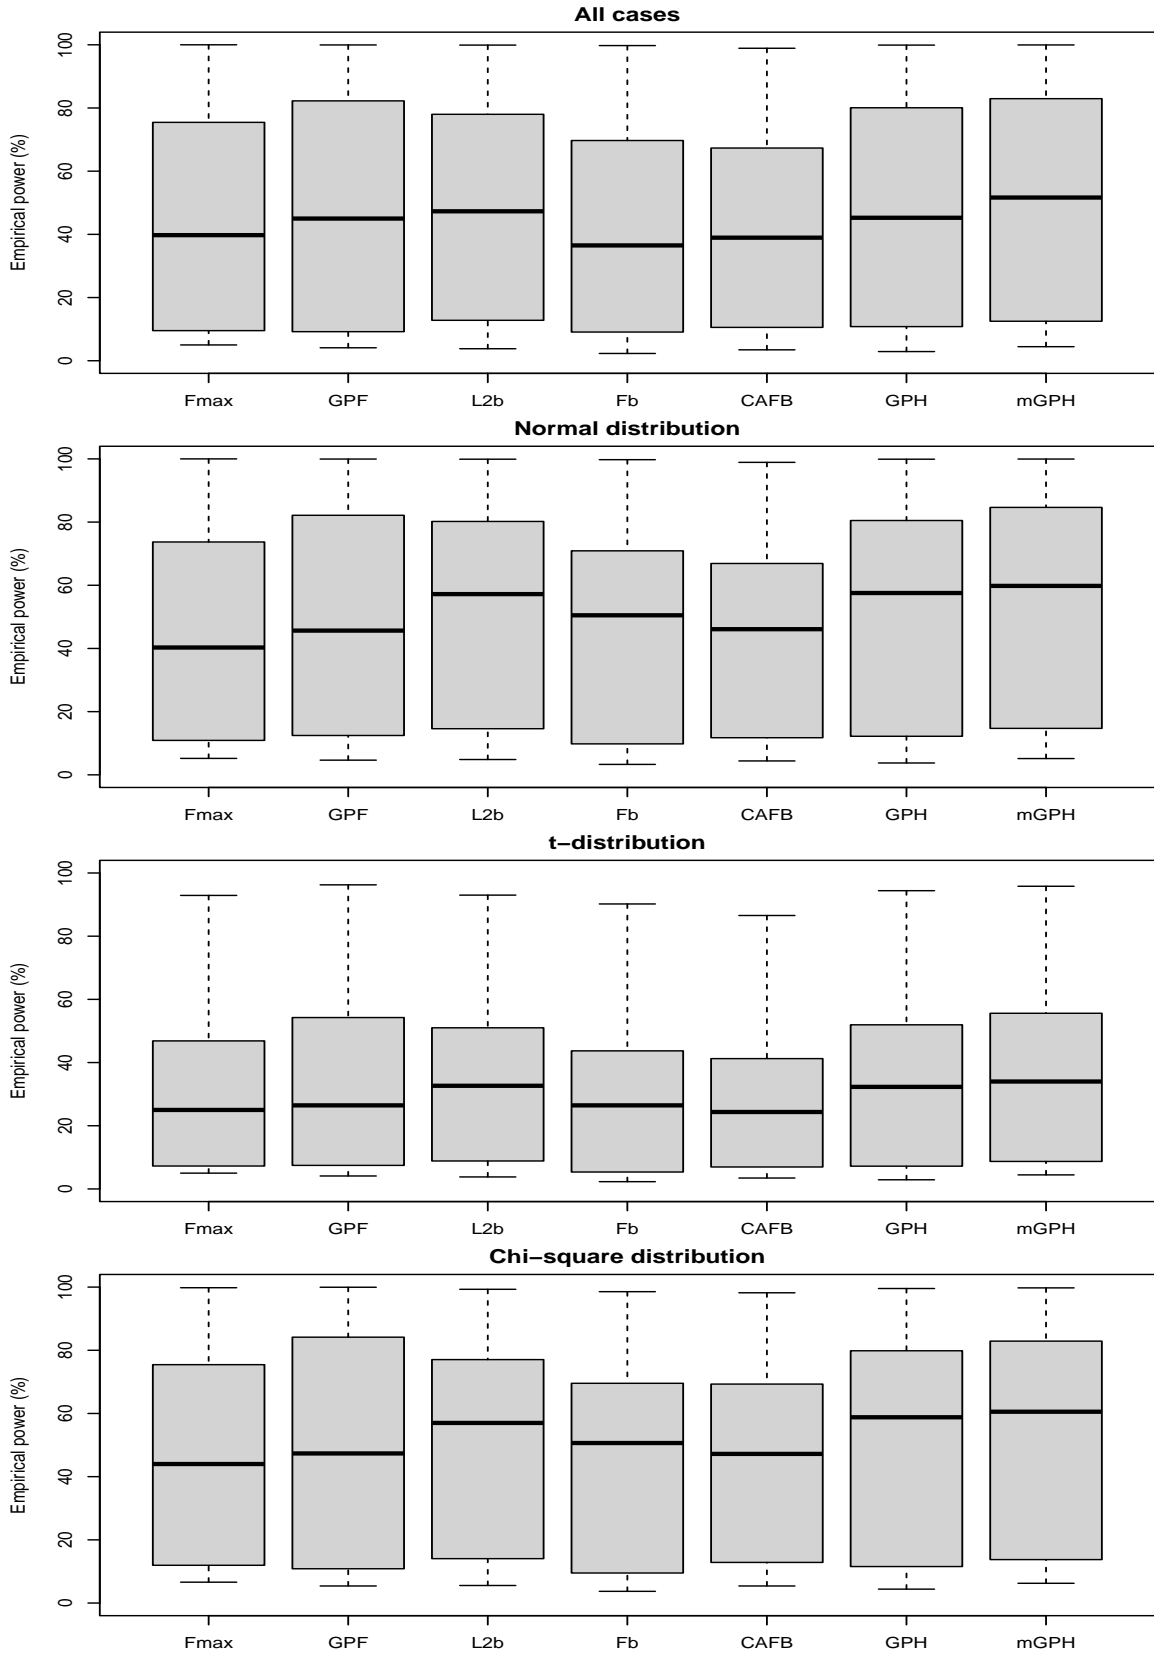 All cases
Empirical power (%)
100
80
60
40
20
0
Fmax GPF L2b Fb CAFB GPH mGPH
Normal distribution
Empirical power (%)
100
80
60
40
20
0
Fmax GPF L2b Fb CAFB GPH mGPH
t−distribution
Empirical power (%)
100
80
60
40
20
0
Fmax GPF L2b Fb CAFB GPH mGPH
Chi−square distribution
Empirical power (%)
100
80
60
40
20
0
Fmax GPF L2b Fb CAFB GPH mGPH